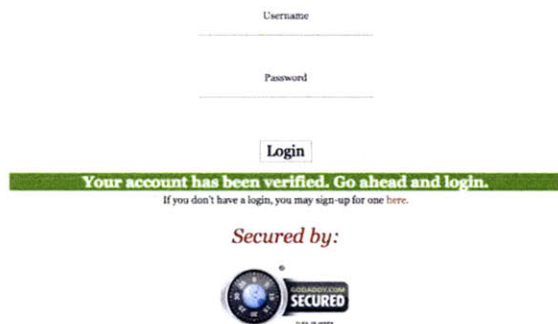 Username
Password
Login
Your account has been verified. Go ahead and login.
If you don't have a login, you may sign-up for one here.
Secured by:
GODADDY.COM
SECURED